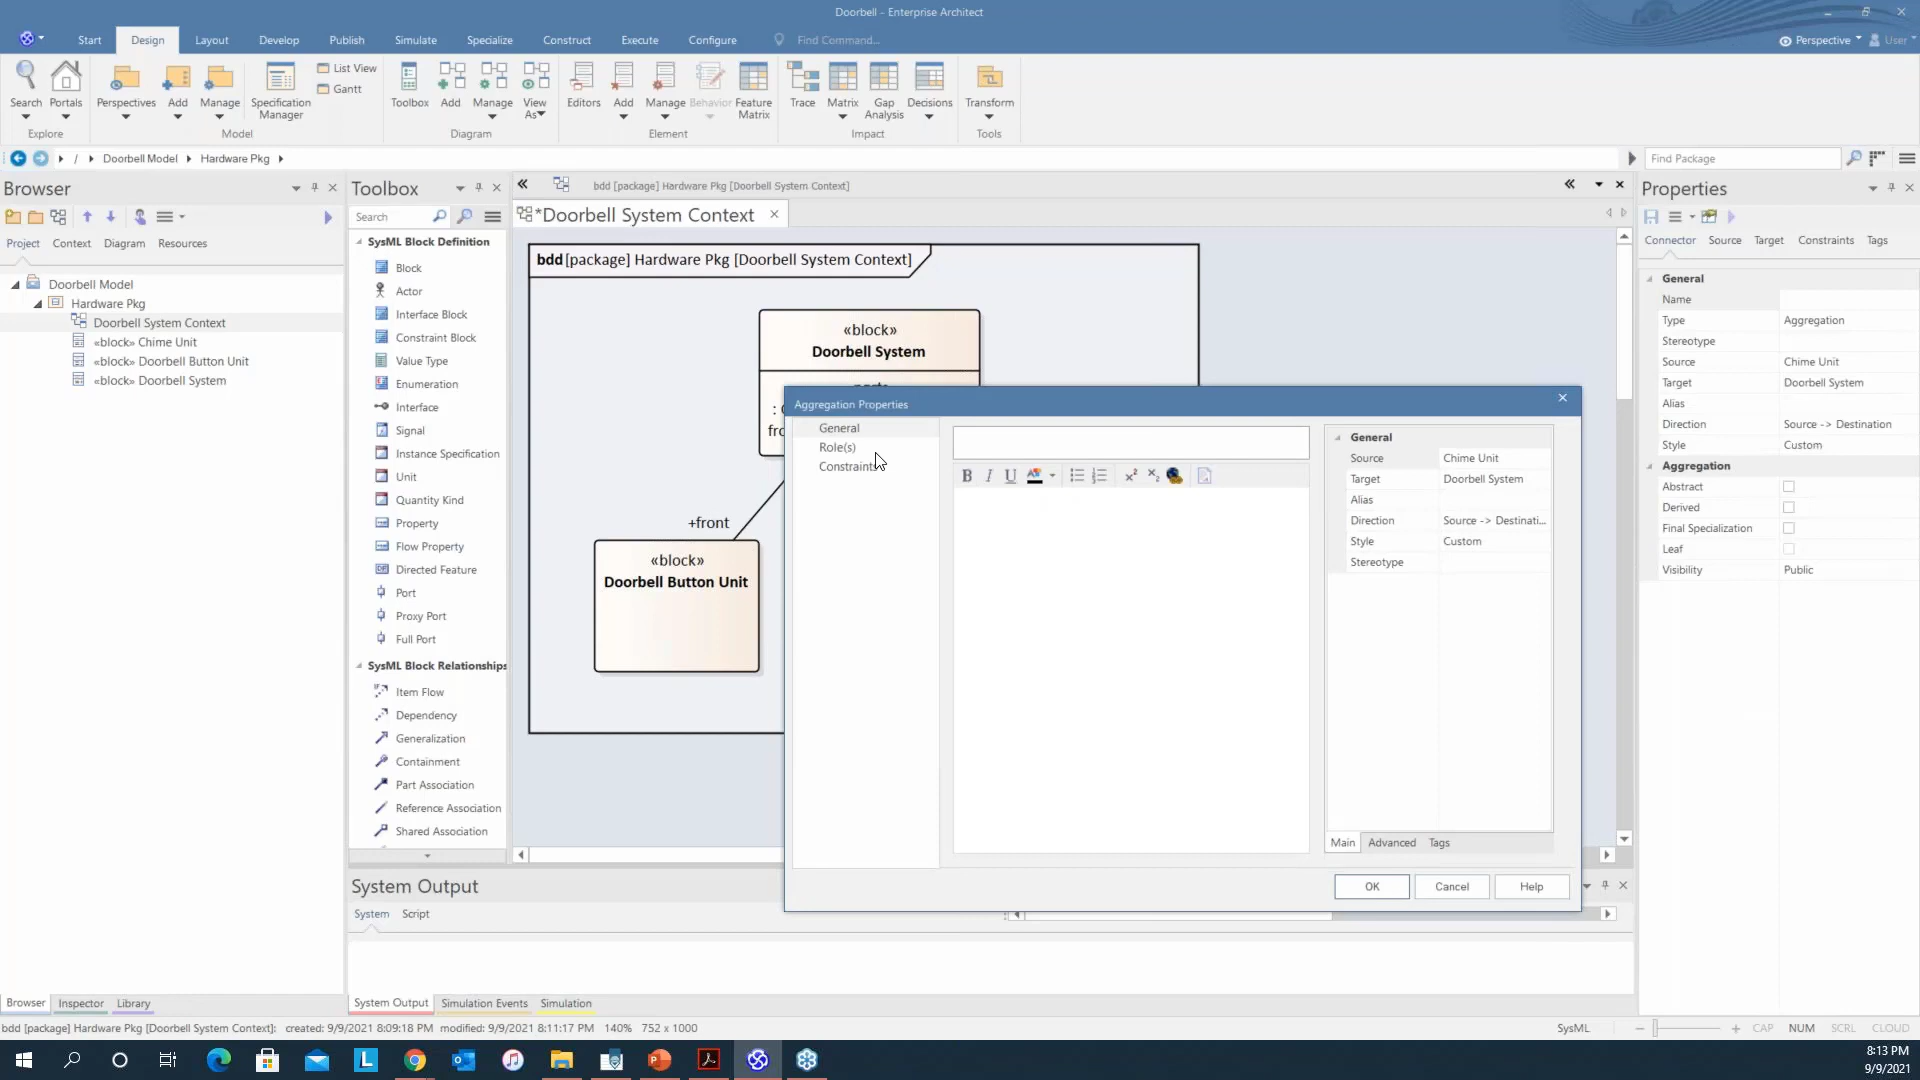 Doorbell - Enterprise Architect
Start Design Layout Develop Publish Simulate Specialize Construct Execute Configure Find Command... Perspective User
List View
Gantt
Search Portals Perspectives Add Manage Specification Manager Toolbox Add Manage View As Editors Add Manage Behavior Feature Matrix Trace Matrix Gap Analysis Decisions Transform
Explore Model Diagram Element Impact Tools
/ Doorbell Model Hardware Pkg Find Package
Browser
Project Context Diagram Resources
Doorbell Model
Hardware Pkg
Doorbell System Context
«block» Chime Unit
«block» Doorbell Button Unit
«block» Doorbell System
Toolbox
Search
SysML Block Definition
Block
Actor
Interface Block
Constraint Block
Value Type
Enumeration
Interface
Signal
Instance Specification
Unit
Quantity Kind
Property
Flow Property
Directed Feature
Port
Proxy Port
Full Port
SysML Block Relationships
Item Flow
Dependency
Generalization
Containment
Part Association
Reference Association
Shared Association
bdd [package] Hardware Pkg [Doorbell System Context]
*Doorbell System Context
bdd [package] Hardware Pkg [Doorbell System Context]
«block»
Doorbell System
+front
«block»
Doorbell Button Unit
Aggregation Properties
General
Role(s)
Constraints
B I U
General
Source Chime Unit
Target Doorbell System
Alias
Direction Source -> Destinati...
Style Custom
Stereotype
Main Advanced Tags
OK Cancel Help
Properties
Connector Source Target Constraints Tags
General
Name
Type Aggregation
Stereotype
Source Chime Unit
Target Doorbell System
Alias
Direction Source -> Destination
Style Custom
Aggregation
Abstract
Derived
Final Specialization
Leaf
Visibility Public
System Output
System Script
Browser Inspector Library System Output Simulation Events Simulation
bdd [package] Hardware Pkg [Doorbell System Context]: created: 9/9/2021 8:09:18 PM modified: 9/9/2021 8:11:17 PM 140% 752 x 1000 SysML CAP NUM SCRL CLOUD
8:13 PM
9/9/2021